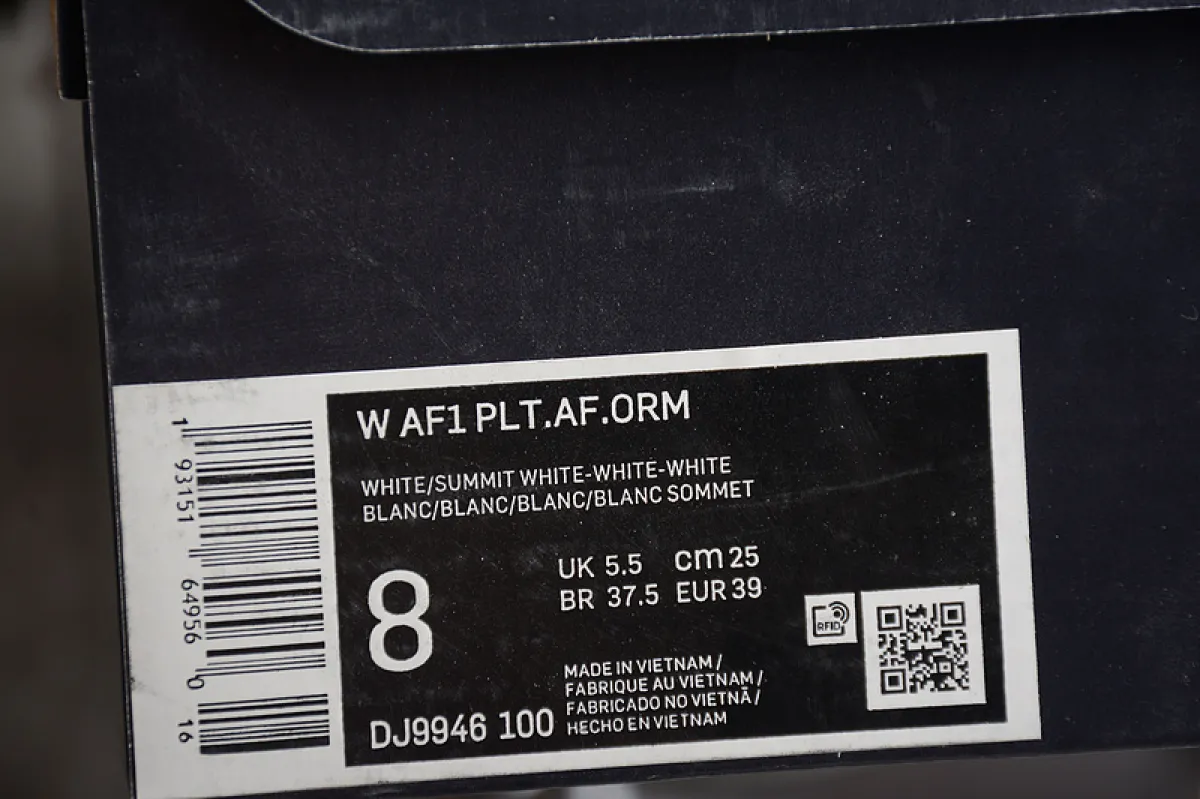 W AF1 PLT.AF.ORM
WHITE/SUMMIT WHITE-WHITE-WHITE
BLANC/BLANC/BLANC/BLANC SOMMET
8
UK 5.5 cm 25
BR 37.5 EUR 39
MADE IN VIETNAM /
FABRIQUE AU VIETNAM /
FABRICADO NO VIETNÃ /
HECHO EN VIETNAM
DJ9946 100
RFID
1 93151 64956 0 16